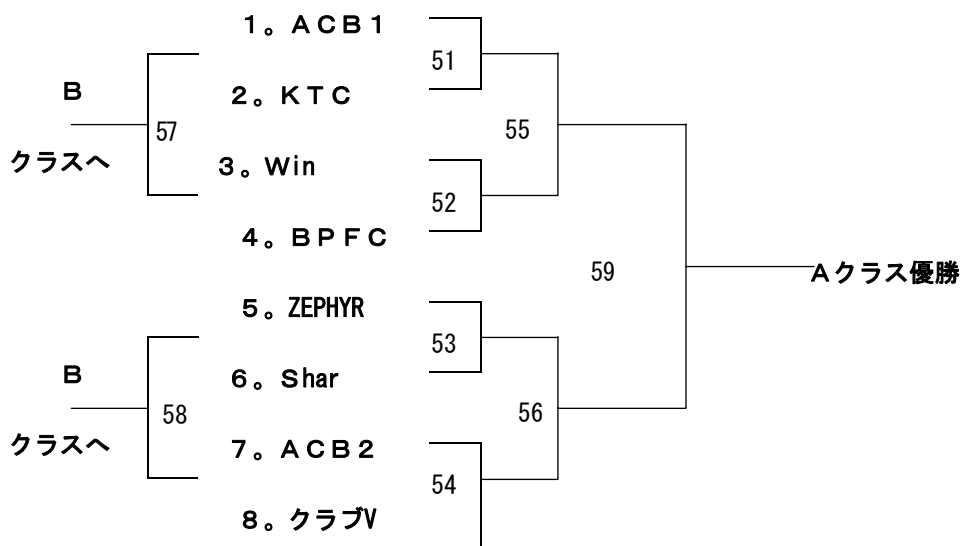 1。ACB1
51
B
2。KTC
57
55
クラスへ
3。Win
52
4。BPFC
59
Aクラス優勝
5。ZEPHYR
53
B
6。Shar
58
56
クラスへ
7。ACB2
54
8。クラブV